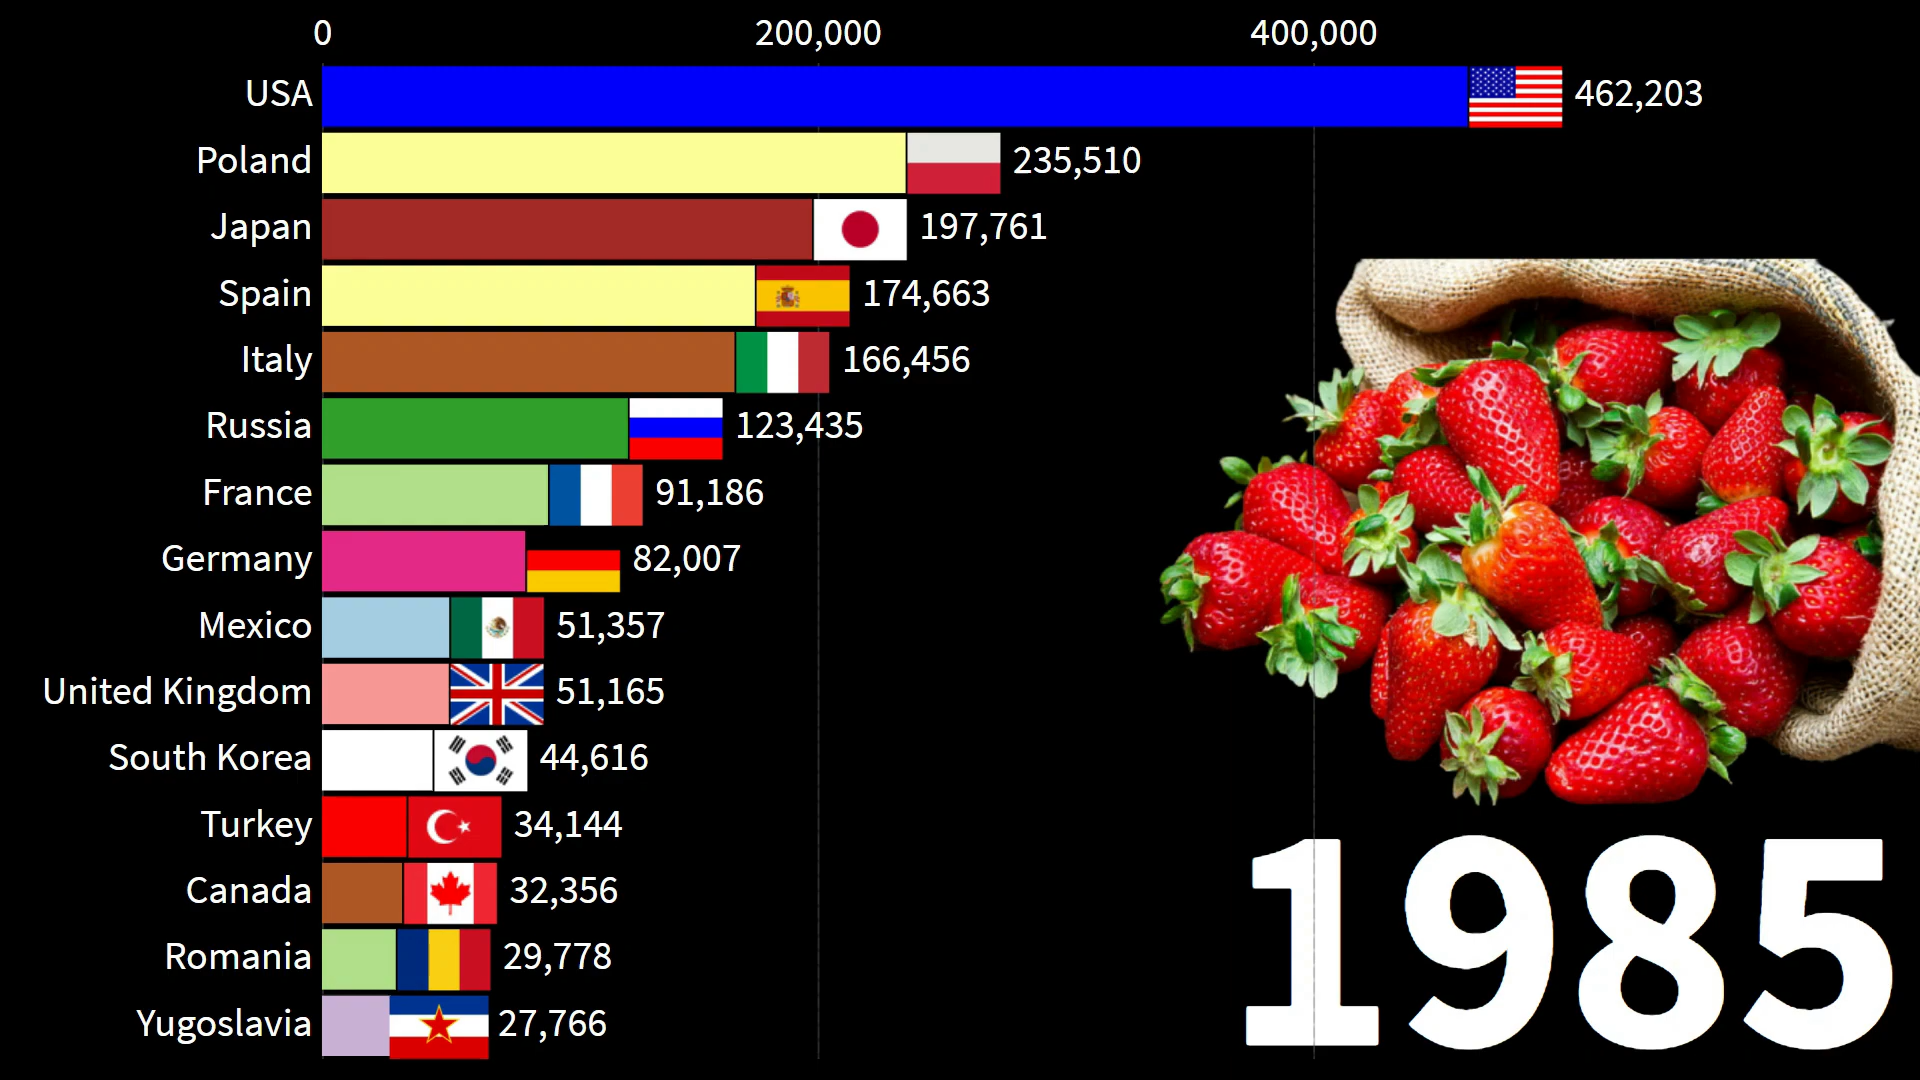 0 200,000 400,000
USA 462,203
Poland 235,510
Japan 197,761
Spain 174,663
Italy 166,456
Russia 123,435
France 91,186
Germany 82,007
Mexico 51,357
United Kingdom 51,165
South Korea 44,616
Turkey 34,144
Canada 32,356
Romania 29,778
Yugoslavia 27,766
1985